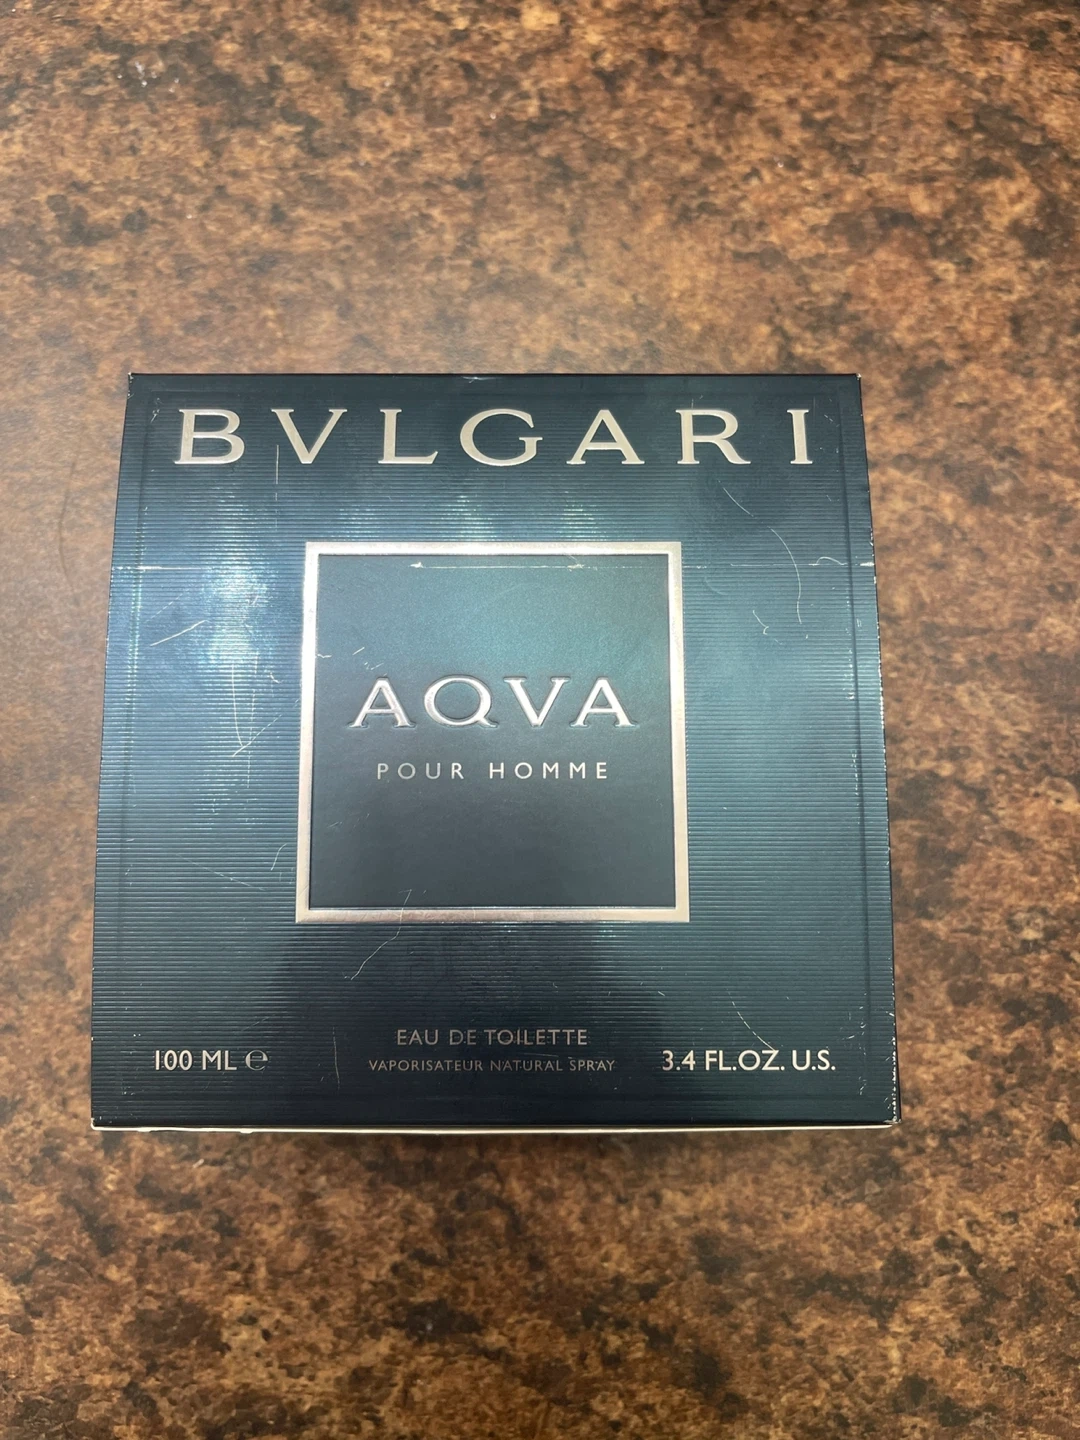 BVLGARI
AQVA
POUR HOMME
EAU DE TOILETTE
100 ML ℮ VAPORISATEUR NATURAL SPRAY 3.4 FL.OZ. U.S.